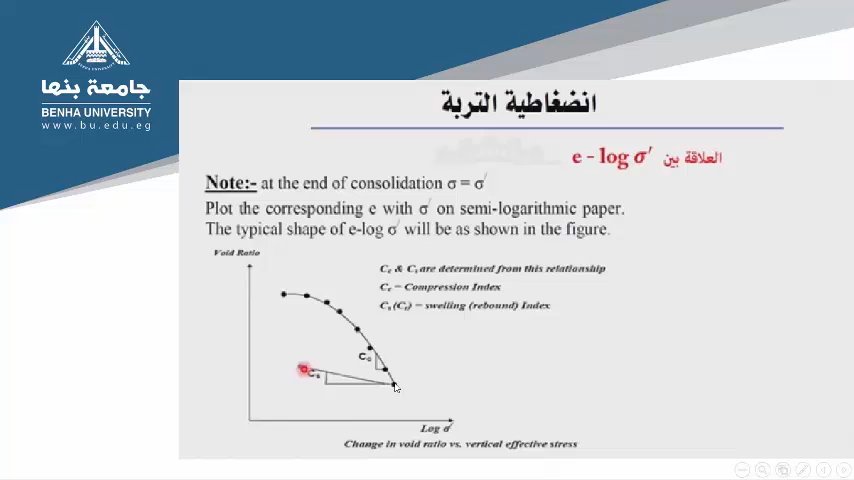 جامعة بنها
BENHA UNIVERSITY
www.bu.edu.eg
انضغاطية التربة
العلاقة بين e - log σ′
Note:- at the end of consolidation σ = σ′
Plot the corresponding e with σ′ on semi-logarithmic paper.
The typical shape of e-log σ′ will be as shown in the figure.
Void Ratio
Cc & Cs are determined from this relationship
Cc = Compression Index
Cs (Cr) = swelling (rebound) Index
Cc
Cs
Log σ′
Change in void ratio vs. vertical effective stress